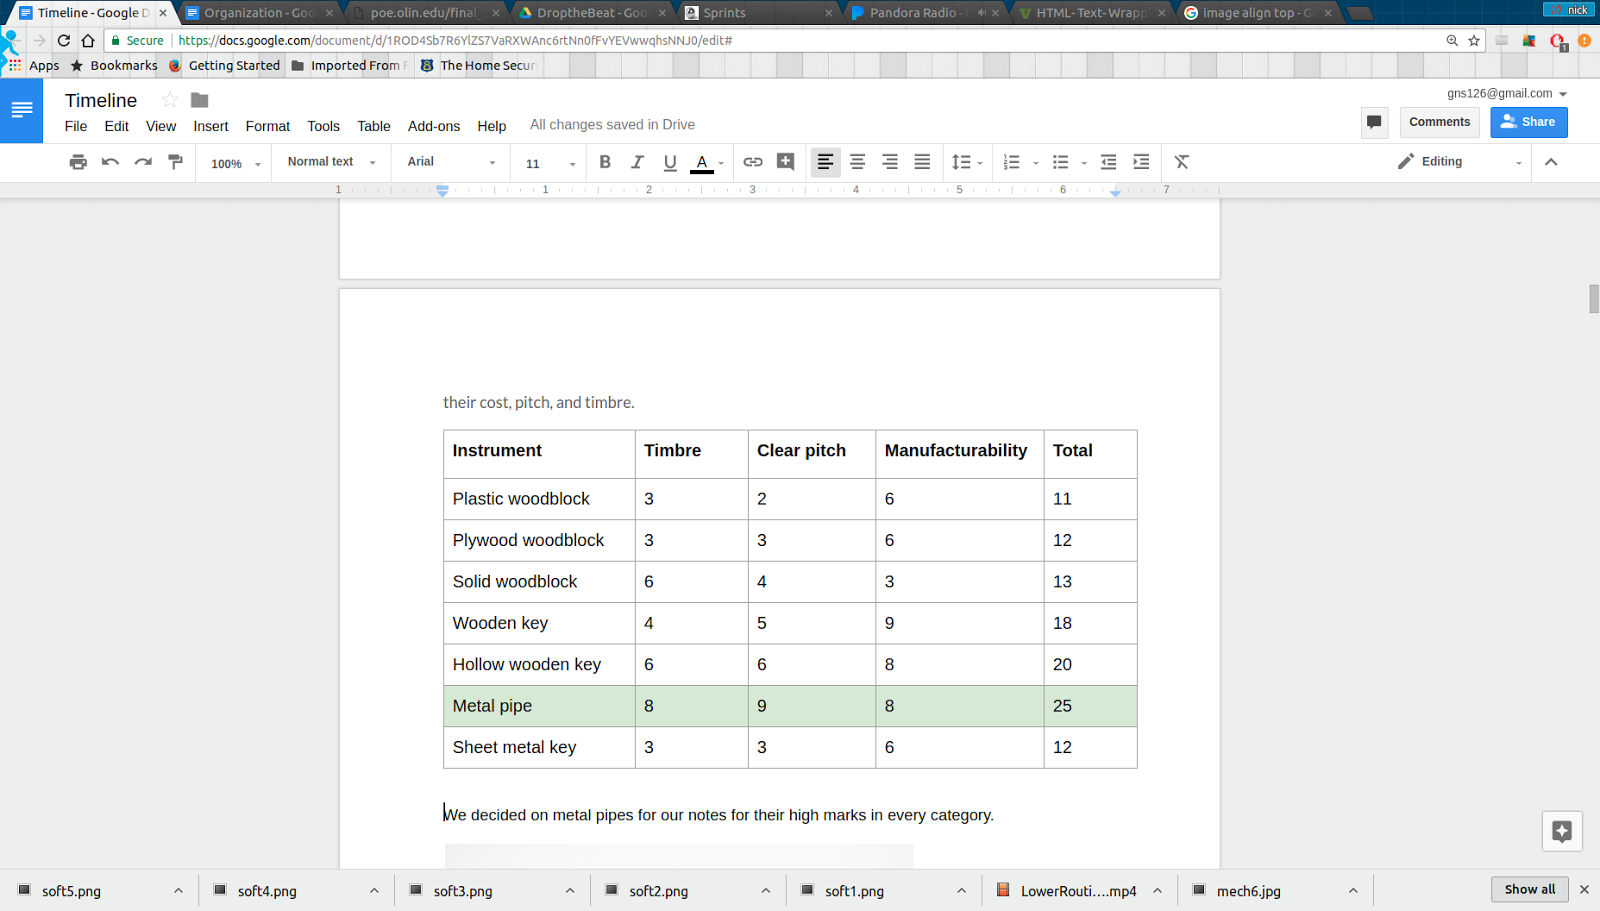 Timeline - Google D
Organization - Goo
poe.olin.edu/final
DroptheBeat - Goo
Sprints
Pandora Radio -
HTML- Text- Wrapp
image align top - G
nick
Secure
https://docs.google.com/document/d/1ROD4Sb7R6YlZS7VaRXWAnc6rtNn0fFvYEVwwqhsNNJ0/edit#
1
Apps
Bookmarks
Getting Started
Imported From F
The Home Secur
Timeline
gns126@gmail.com
File Edit View Insert Format Tools Table Add-ons Help All changes saved in Drive
Comments
Share
100% Normal text Arial 11 B I U A Editing
1 1 2 3 4 5 6 7
their cost, pitch, and timbre.
Instrument Timbre Clear pitch Manufacturability Total
Plastic woodblock 3 2 6 11
Plywood woodblock 3 3 6 12
Solid woodblock 6 4 3 13
Wooden key 4 5 9 18
Hollow wooden key 6 6 8 20
Metal pipe 8 9 8 25
Sheet metal key 3 3 6 12
We decided on metal pipes for our notes for their high marks in every category.
soft5.png
soft4.png
soft3.png
soft2.png
soft1.png
LowerRouti....mp4
mech6.jpg
Show all